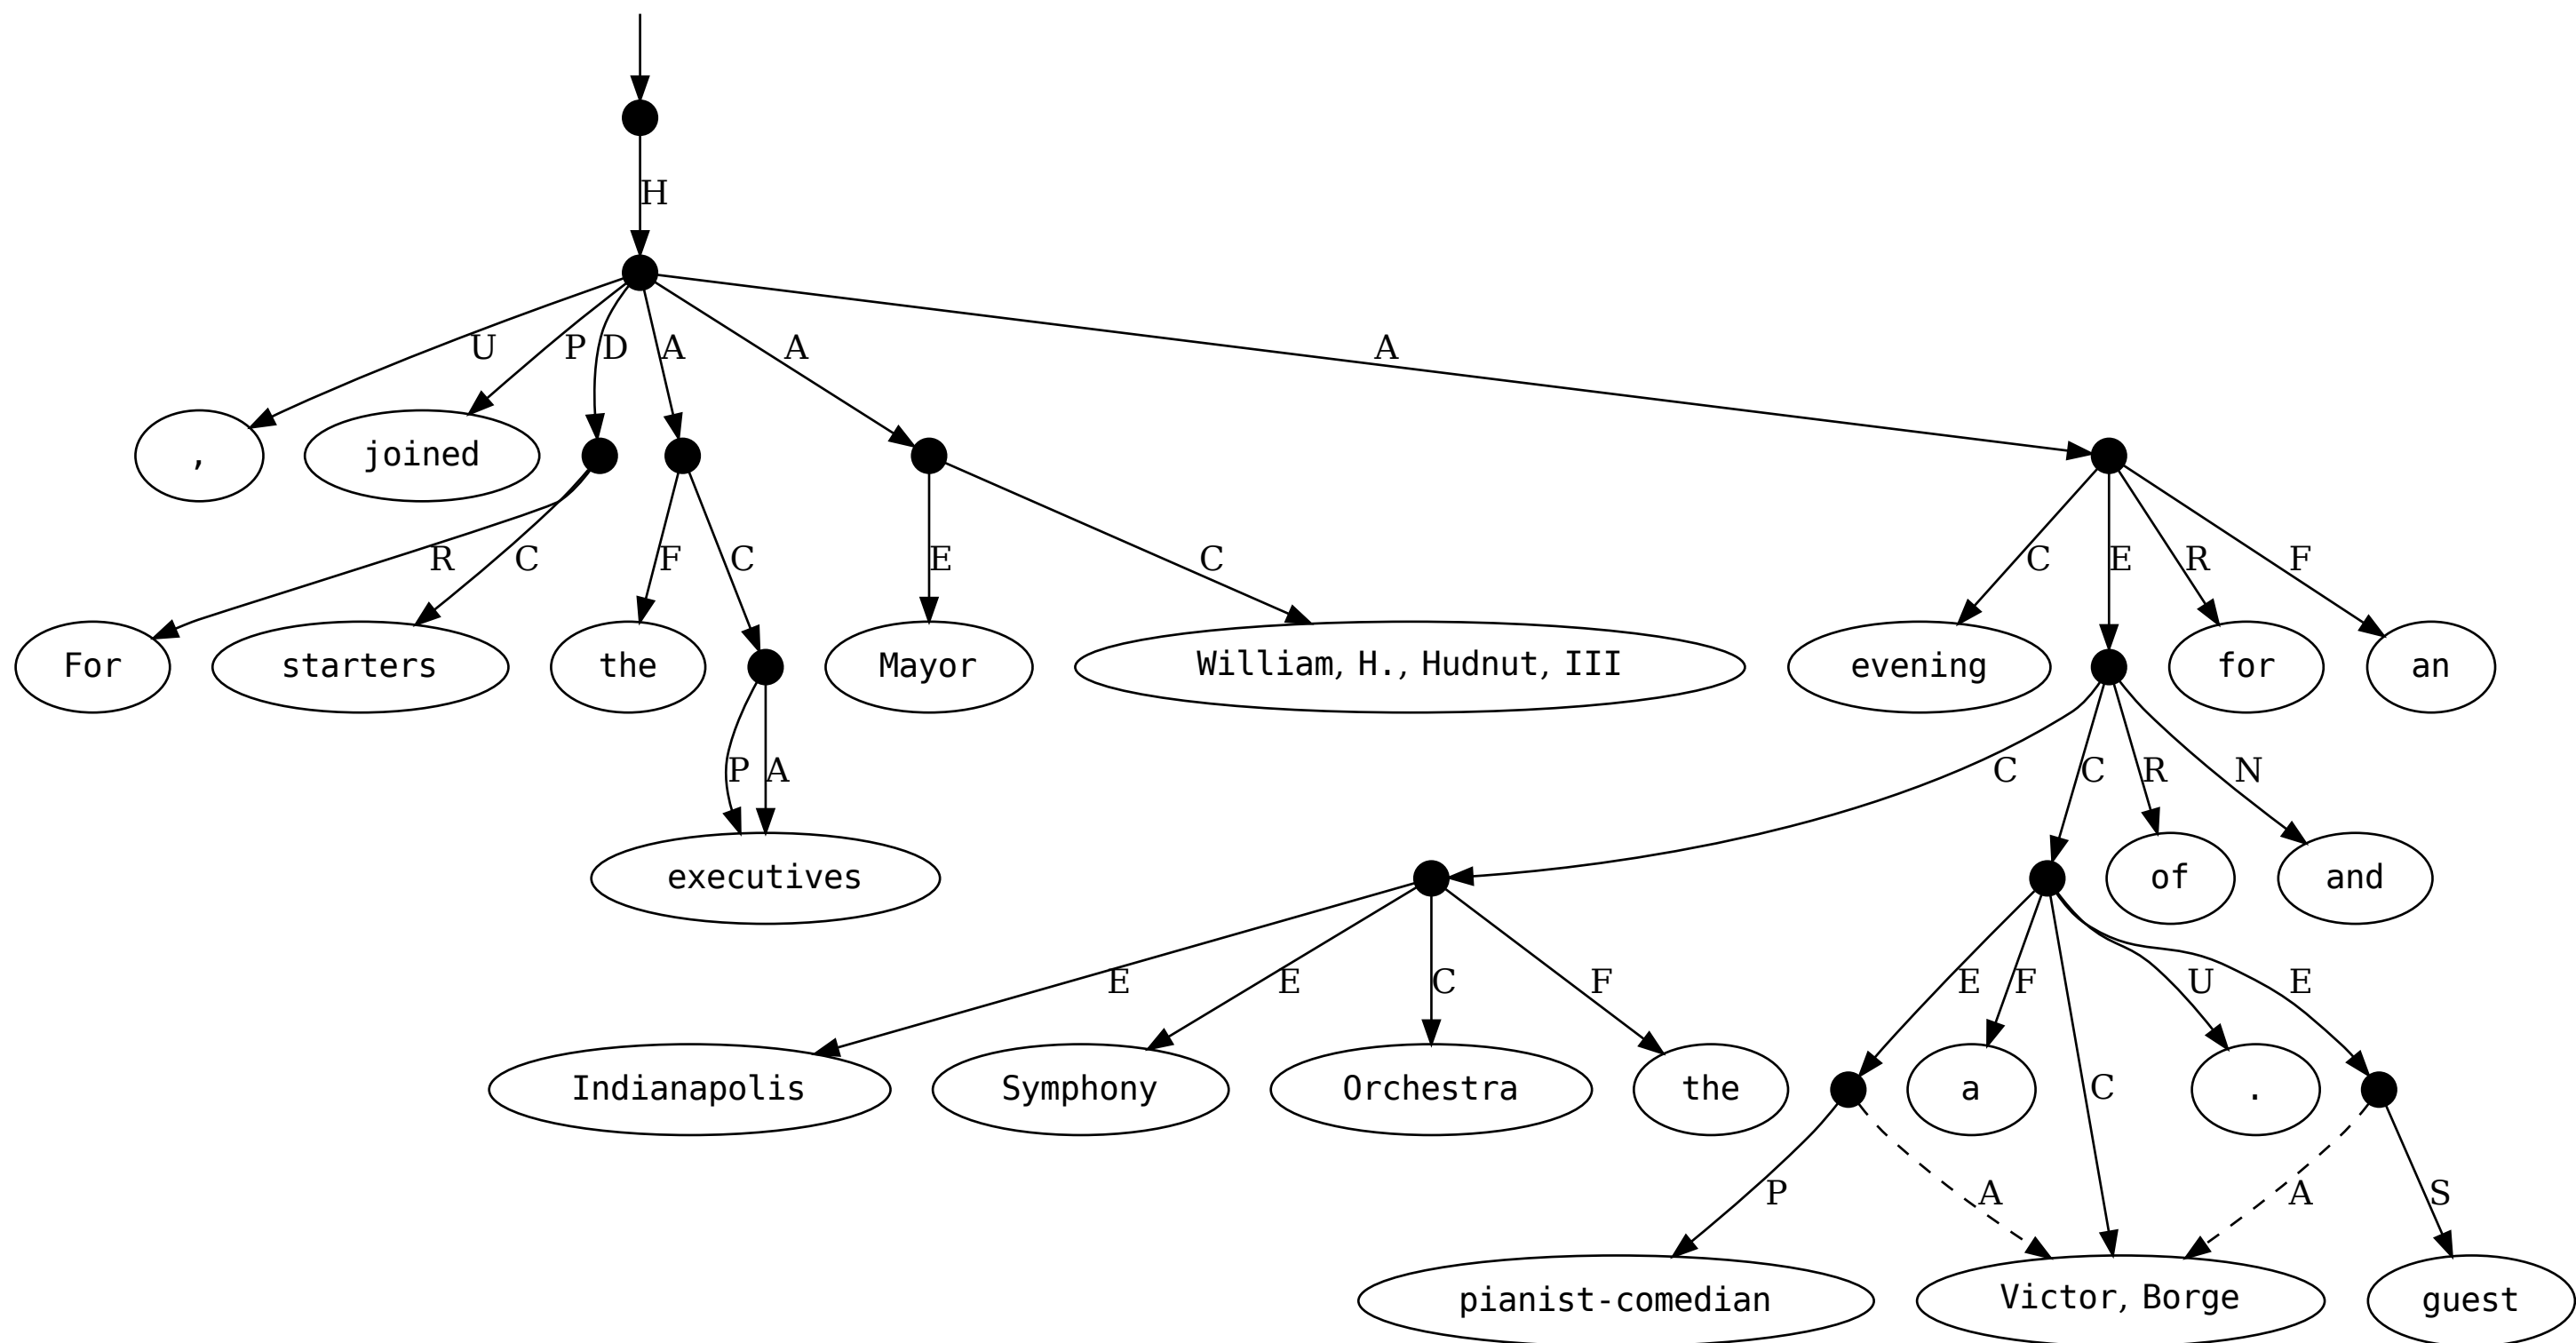 H
U P D A A A
, joined
R C F C E C C E R F
For starters the Mayor William, H., Hudnut, III evening for an
P A C C R N
executives of and
E E C F E F C U E
Indianapolis Symphony Orchestra the a .
P A A S
pianist-comedian Victor, Borge guest